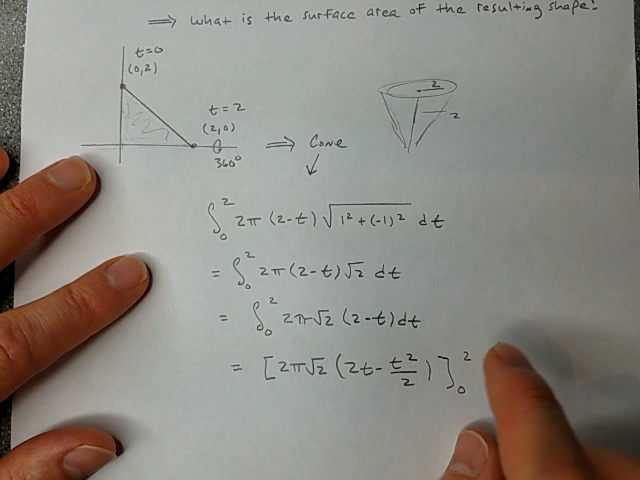 ⇒ What is the surface area of the resulting shape?
t=0
(0,2)
2
t=2
2
(2,0)
⇒ Cone
360°
↓
∫₀² 2π (2-t) √(1²+(-1)²) dt
= ∫₀² 2π(2-t)√2 dt
= ∫₀² 2π√2 (2-t)dt
= [2π√2 (2t - t²/2)]₀²